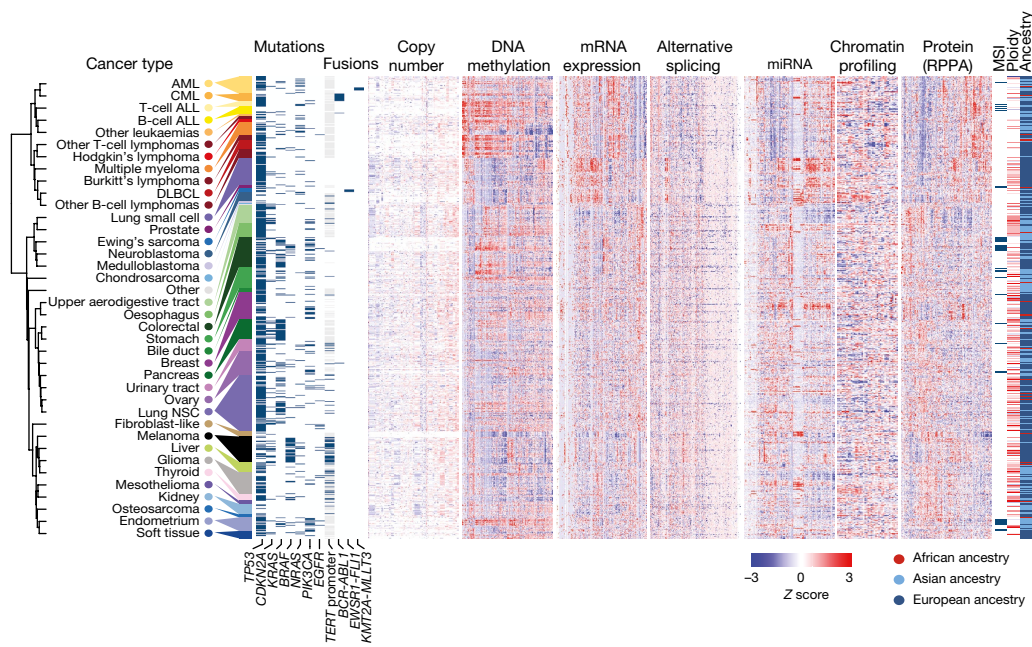 Mutations
Fusions
Copy
number
DNA
methylation
mRNA
expression
Alternative
splicing
miRNA
Chromatin
profiling
Protein
(RPPA)
MSI
Ploidy
Ancestry
Cancer type
AML
CML
T-cell ALL
B-cell ALL
Other leukaemias
Other T-cell lymphomas
Hodgkin's lymphoma
Multiple myeloma
Burkitt's lymphoma
DLBCL
Other B-cell lymphomas
Lung small cell
Prostate
Ewing's sarcoma
Neuroblastoma
Medulloblastoma
Chondrosarcoma
Other
Upper aerodigestive tract
Oesophagus
Colorectal
Stomach
Bile duct
Breast
Pancreas
Urinary tract
Ovary
Lung NSC
Fibroblast-like
Melanoma
Liver
Glioma
Thyroid
Mesothelioma
Kidney
Osteosarcoma
Endometrium
Soft tissue
TP53
CDKN2A
KRAS
BRAF
NRAS
PIK3CA
EGFR
TERT promoter
BCR-ABL1
EWSR1-FLI1
KMT2A-MLLT3
−3 0 3
Z score
African ancestry
Asian ancestry
European ancestry